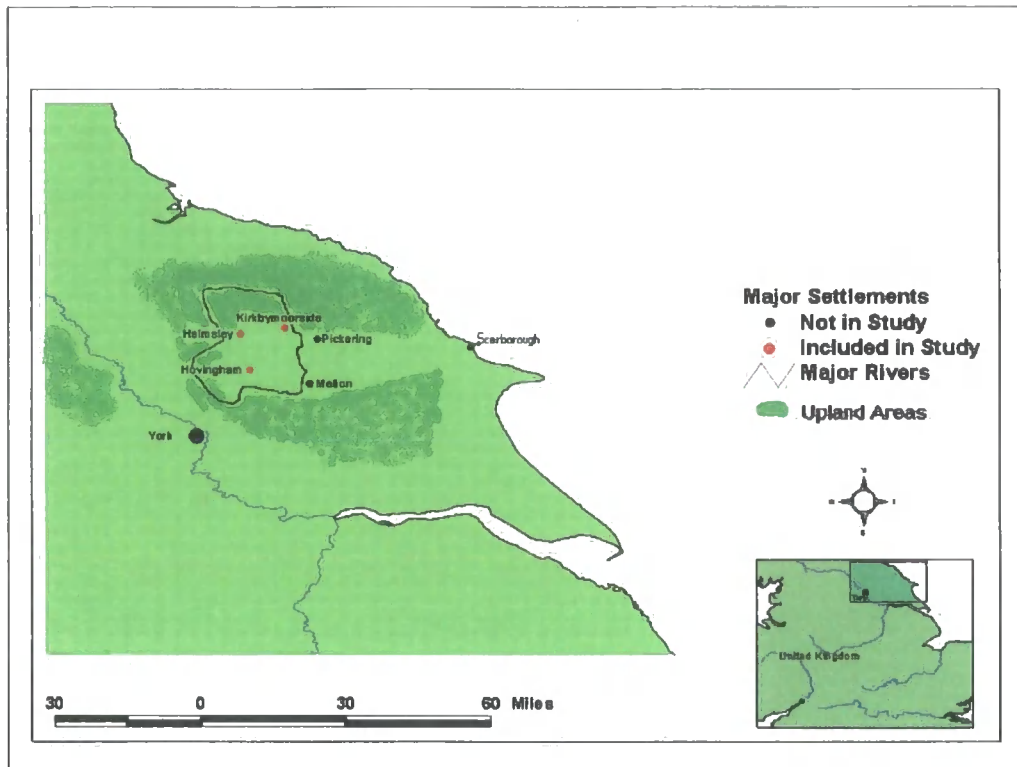 Kirkbymoorside
Helmsley
Pickering
Scarborough
Hovingham
Malton
York
Major Settlements
Not in Study
Included in Study
Major Rivers
Upland Areas
United Kingdom
30 0 30 60 Miles